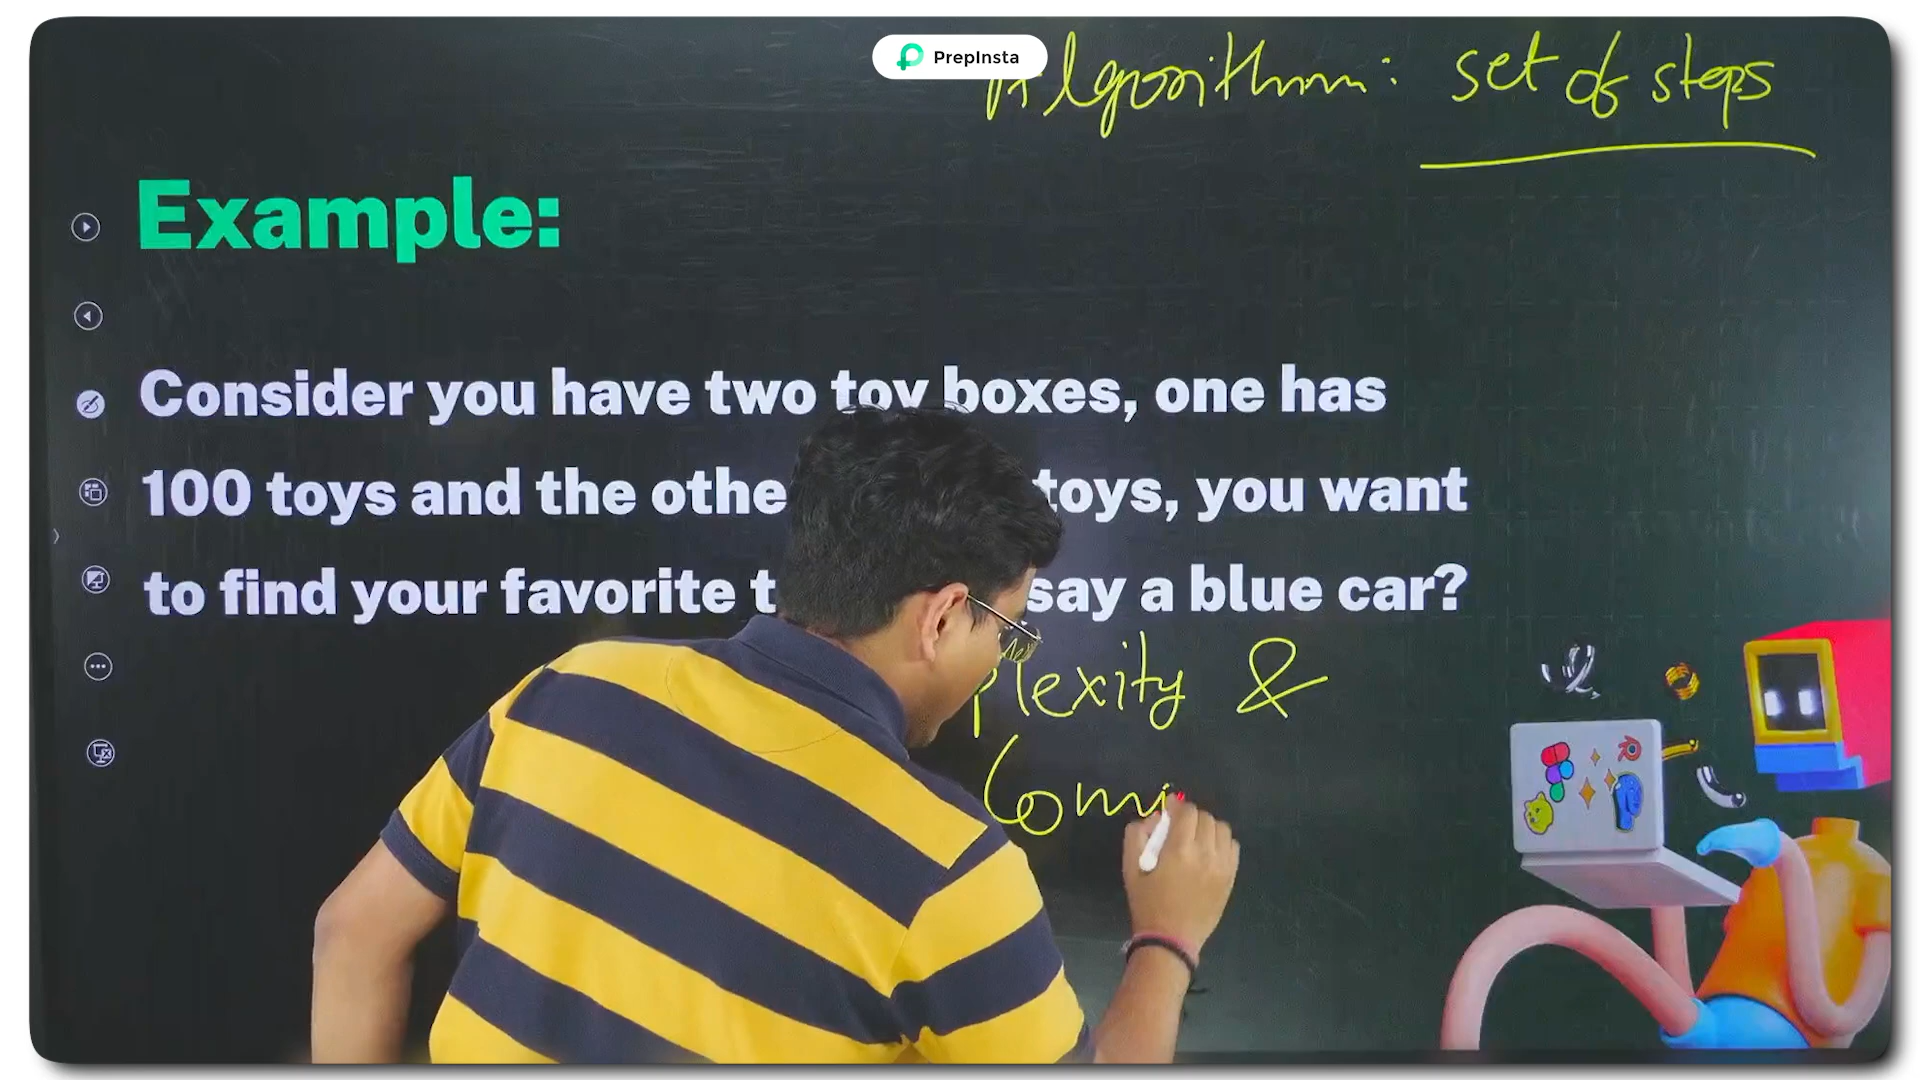 PrepInsta
Algorithm: set of steps
Example:
Consider you have two toy boxes, one has
100 toys and the othe toys, you want
to find your favorite t say a blue car?
plexity &